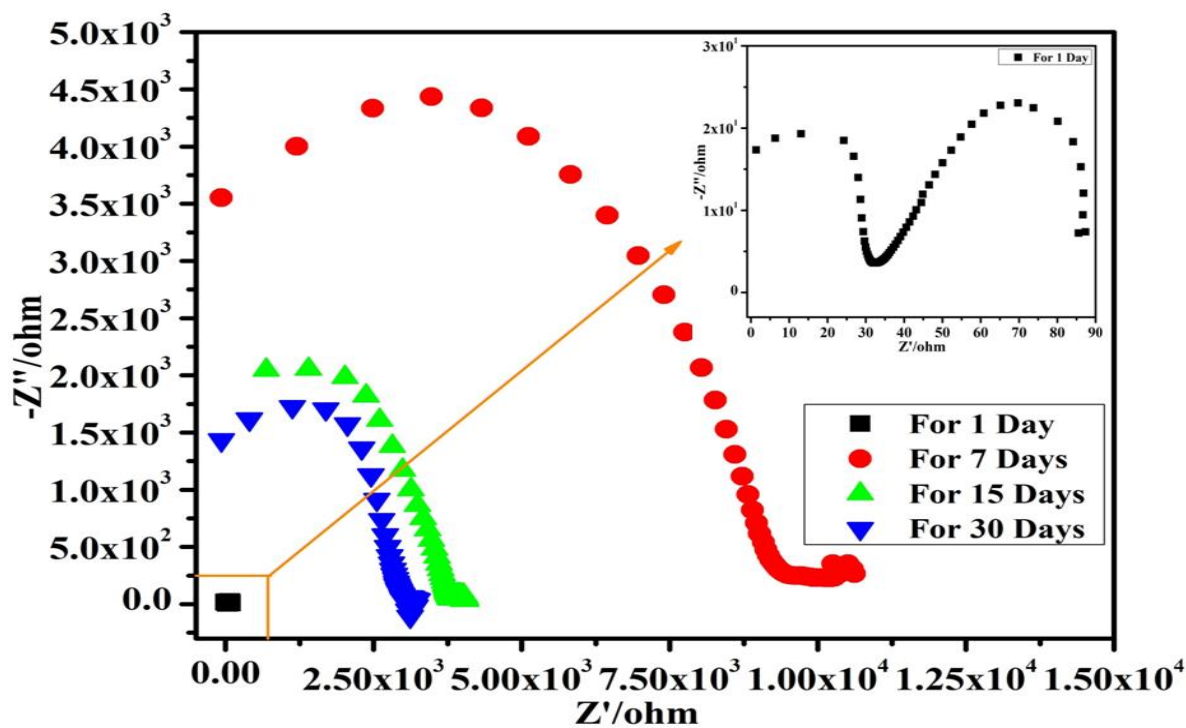 5.0x10³
4.5x10³
4.0x10³
3.5x10³
3.0x10³
2.5x10³
2.0x10³
1.5x10³
1.0x10³
5.0x10²
0.0
-Z''/ohm
0.00
2.50x10³
5.00x10³
7.50x10³
1.00x10⁴
1.25x10⁴
1.50x10⁴
Z'/ohm
3x10¹
2x10¹
1x10¹
0
-Z''/ohm
For 1 Day
0 10 20 30 40 50 60 70 80 90
Z'/ohm
For 1 Day
For 7 Days
For 15 Days
For 30 Days